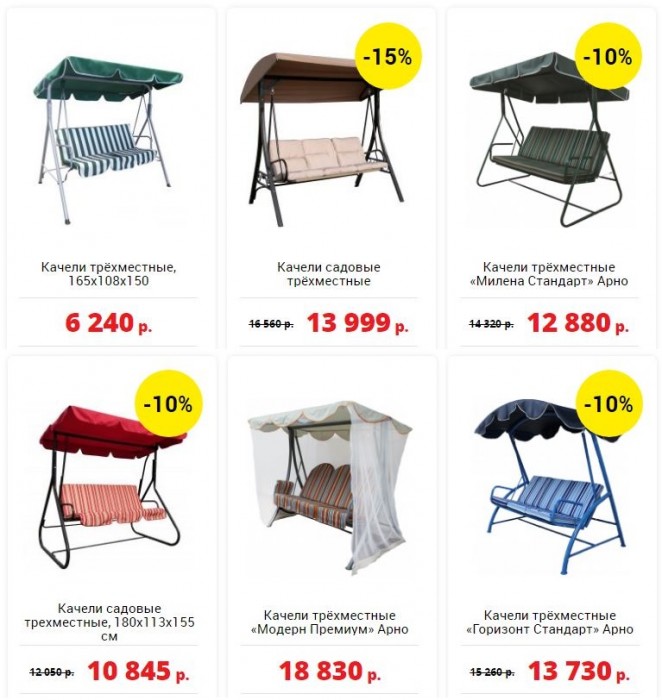 -15%
-10%
Качели трёхместные,
165х108х150
Качели садовые
трёхместные
Качели трёхместные
«Милена Стандарт» Арно
6 240 р.
16 560 р. 13 999 р.
14 320 р. 12 880 р.
-10%
-10%
Качели садовые
трехместные, 180х113х155
см
Качели трёхместные
«Модерн Премиум» Арно
Качели трёхместные
«Горизонт Стандарт» Арно
12 050 р. 10 845 р.
18 830 р.
15 260 р. 13 730 р.